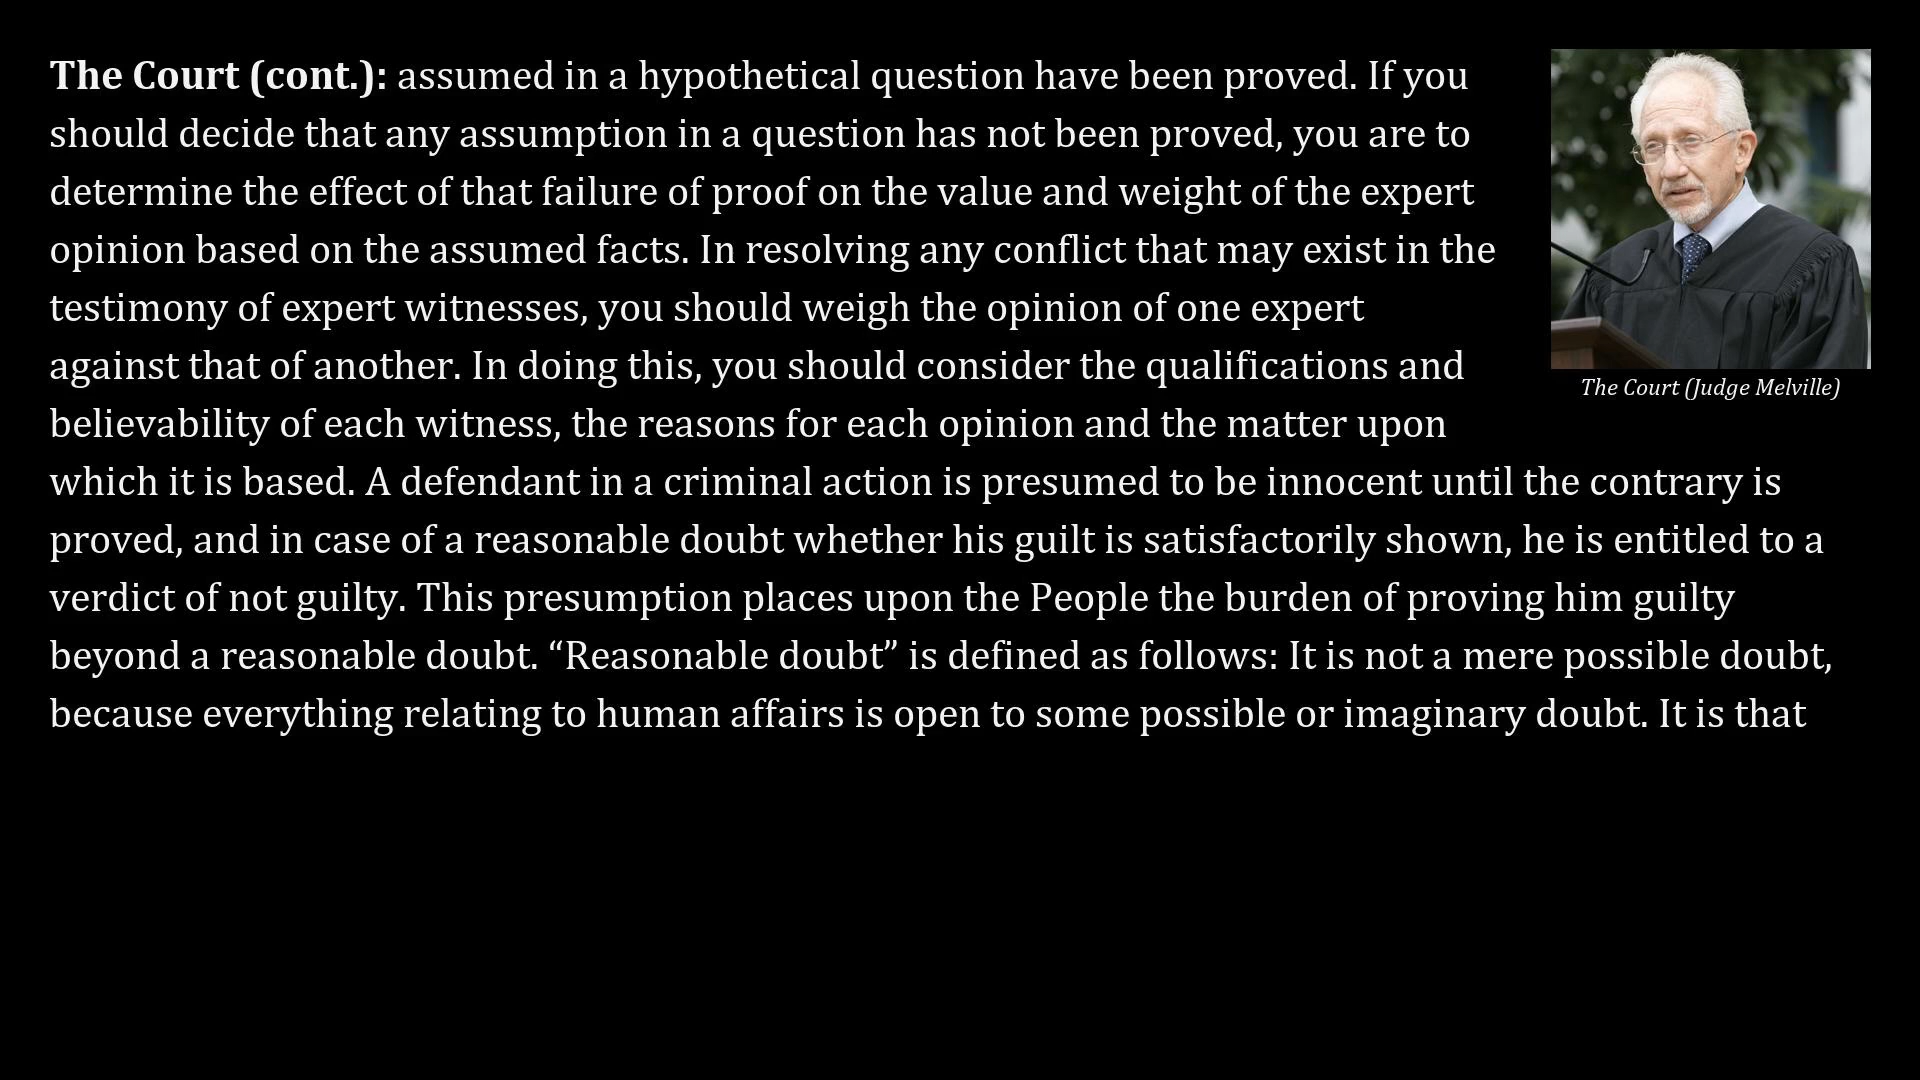 The Court (cont.): assumed in a hypothetical question have been proved. If you
should decide that any assumption in a question has not been proved, you are to
determine the effect of that failure of proof on the value and weight of the expert
opinion based on the assumed facts. In resolving any conflict that may exist in the
testimony of expert witnesses, you should weigh the opinion of one expert
against that of another. In doing this, you should consider the qualifications and
believability of each witness, the reasons for each opinion and the matter upon
which it is based. A defendant in a criminal action is presumed to be innocent until the contrary is
proved, and in case of a reasonable doubt whether his guilt is satisfactorily shown, he is entitled to a
verdict of not guilty. This presumption places upon the People the burden of proving him guilty
beyond a reasonable doubt. “Reasonable doubt” is defined as follows: It is not a mere possible doubt,
because everything relating to human affairs is open to some possible or imaginary doubt. It is that
The Court (Judge Melville)